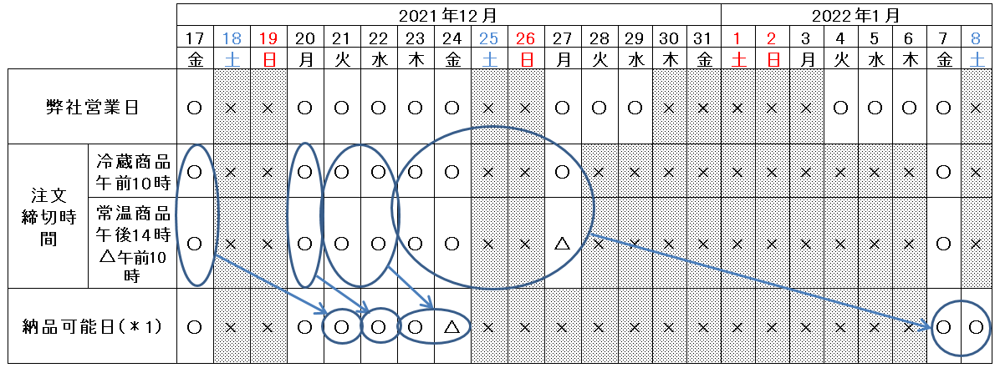 2021年12月 2022年1月
17 18 19 20 21 22 23 24 25 26 27 28 29 30 31 1 2 3 4 5 6 7 8
金 土 日 月 火 水 木 金 土 日 月 火 水 木 金 土 日 月 火 水 木 金 土
弊社営業日 ○ × × ○ ○ ○ ○ ○ × × ○ ○ ○ × × × × × ○ ○ ○ ○ ×
注文
締切時
間
冷蔵商品
午前10時
○ × × ○ ○ ○ ○ ○ × × ○ × × × × × × × × × × ○ ×
常温商品
午後14時
△午前10
時
○ × × ○ ○ ○ ○ ○ × × △ × × × × × × × × × × ○ ×
納品可能日(*1) ○ × × ○ ○ ○ ○ △ × × × × × × × × × × × × × ○ ○